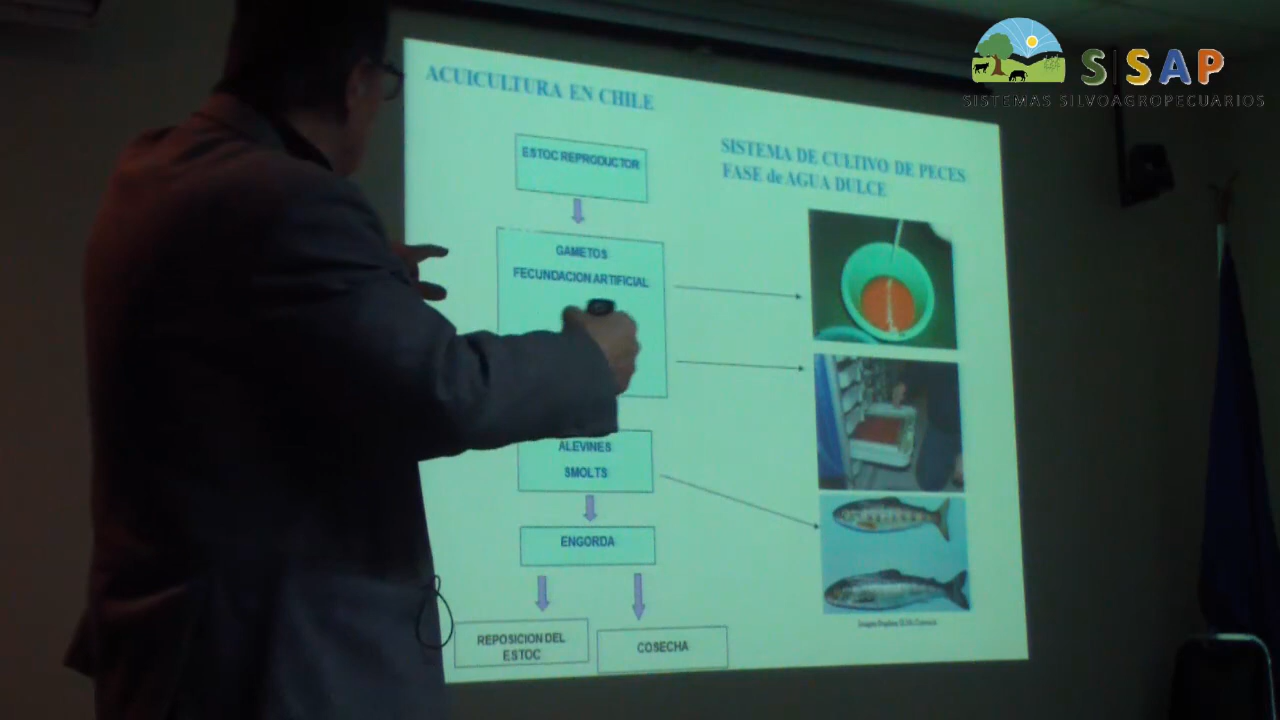 SISAP
SISTEMAS SILVOAGROPECUARIOS
ACUICULTURA EN CHILE
SISTEMA DE CULTIVO DE PECES
FASE de AGUA DULCE
ESTOC REPRODUCTOR
GAMETOS
FECUNDACION ARTIFICIAL
ALEVINES
SMOLTS
ENGORDA
REPOSICION DEL
ESTOC
COSECHA